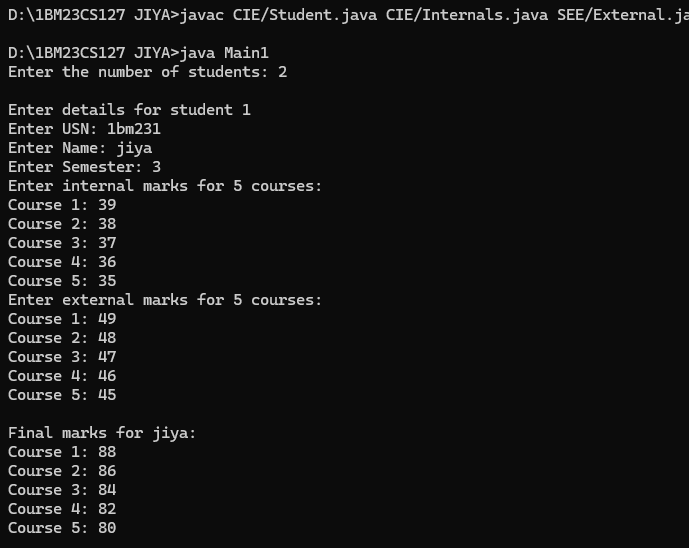 D:\1BM23CS127 JIYA>javac CIE/Student.java CIE/Internals.java SEE/External.ja
D:\1BM23CS127 JIYA>java Main1
Enter the number of students: 2
Enter details for student 1
Enter USN: 1bm231
Enter Name: jiya
Enter Semester: 3
Enter internal marks for 5 courses:
Course 1: 39
Course 2: 38
Course 3: 37
Course 4: 36
Course 5: 35
Enter external marks for 5 courses:
Course 1: 49
Course 2: 48
Course 3: 47
Course 4: 46
Course 5: 45
Final marks for jiya:
Course 1: 88
Course 2: 86
Course 3: 84
Course 4: 82
Course 5: 80